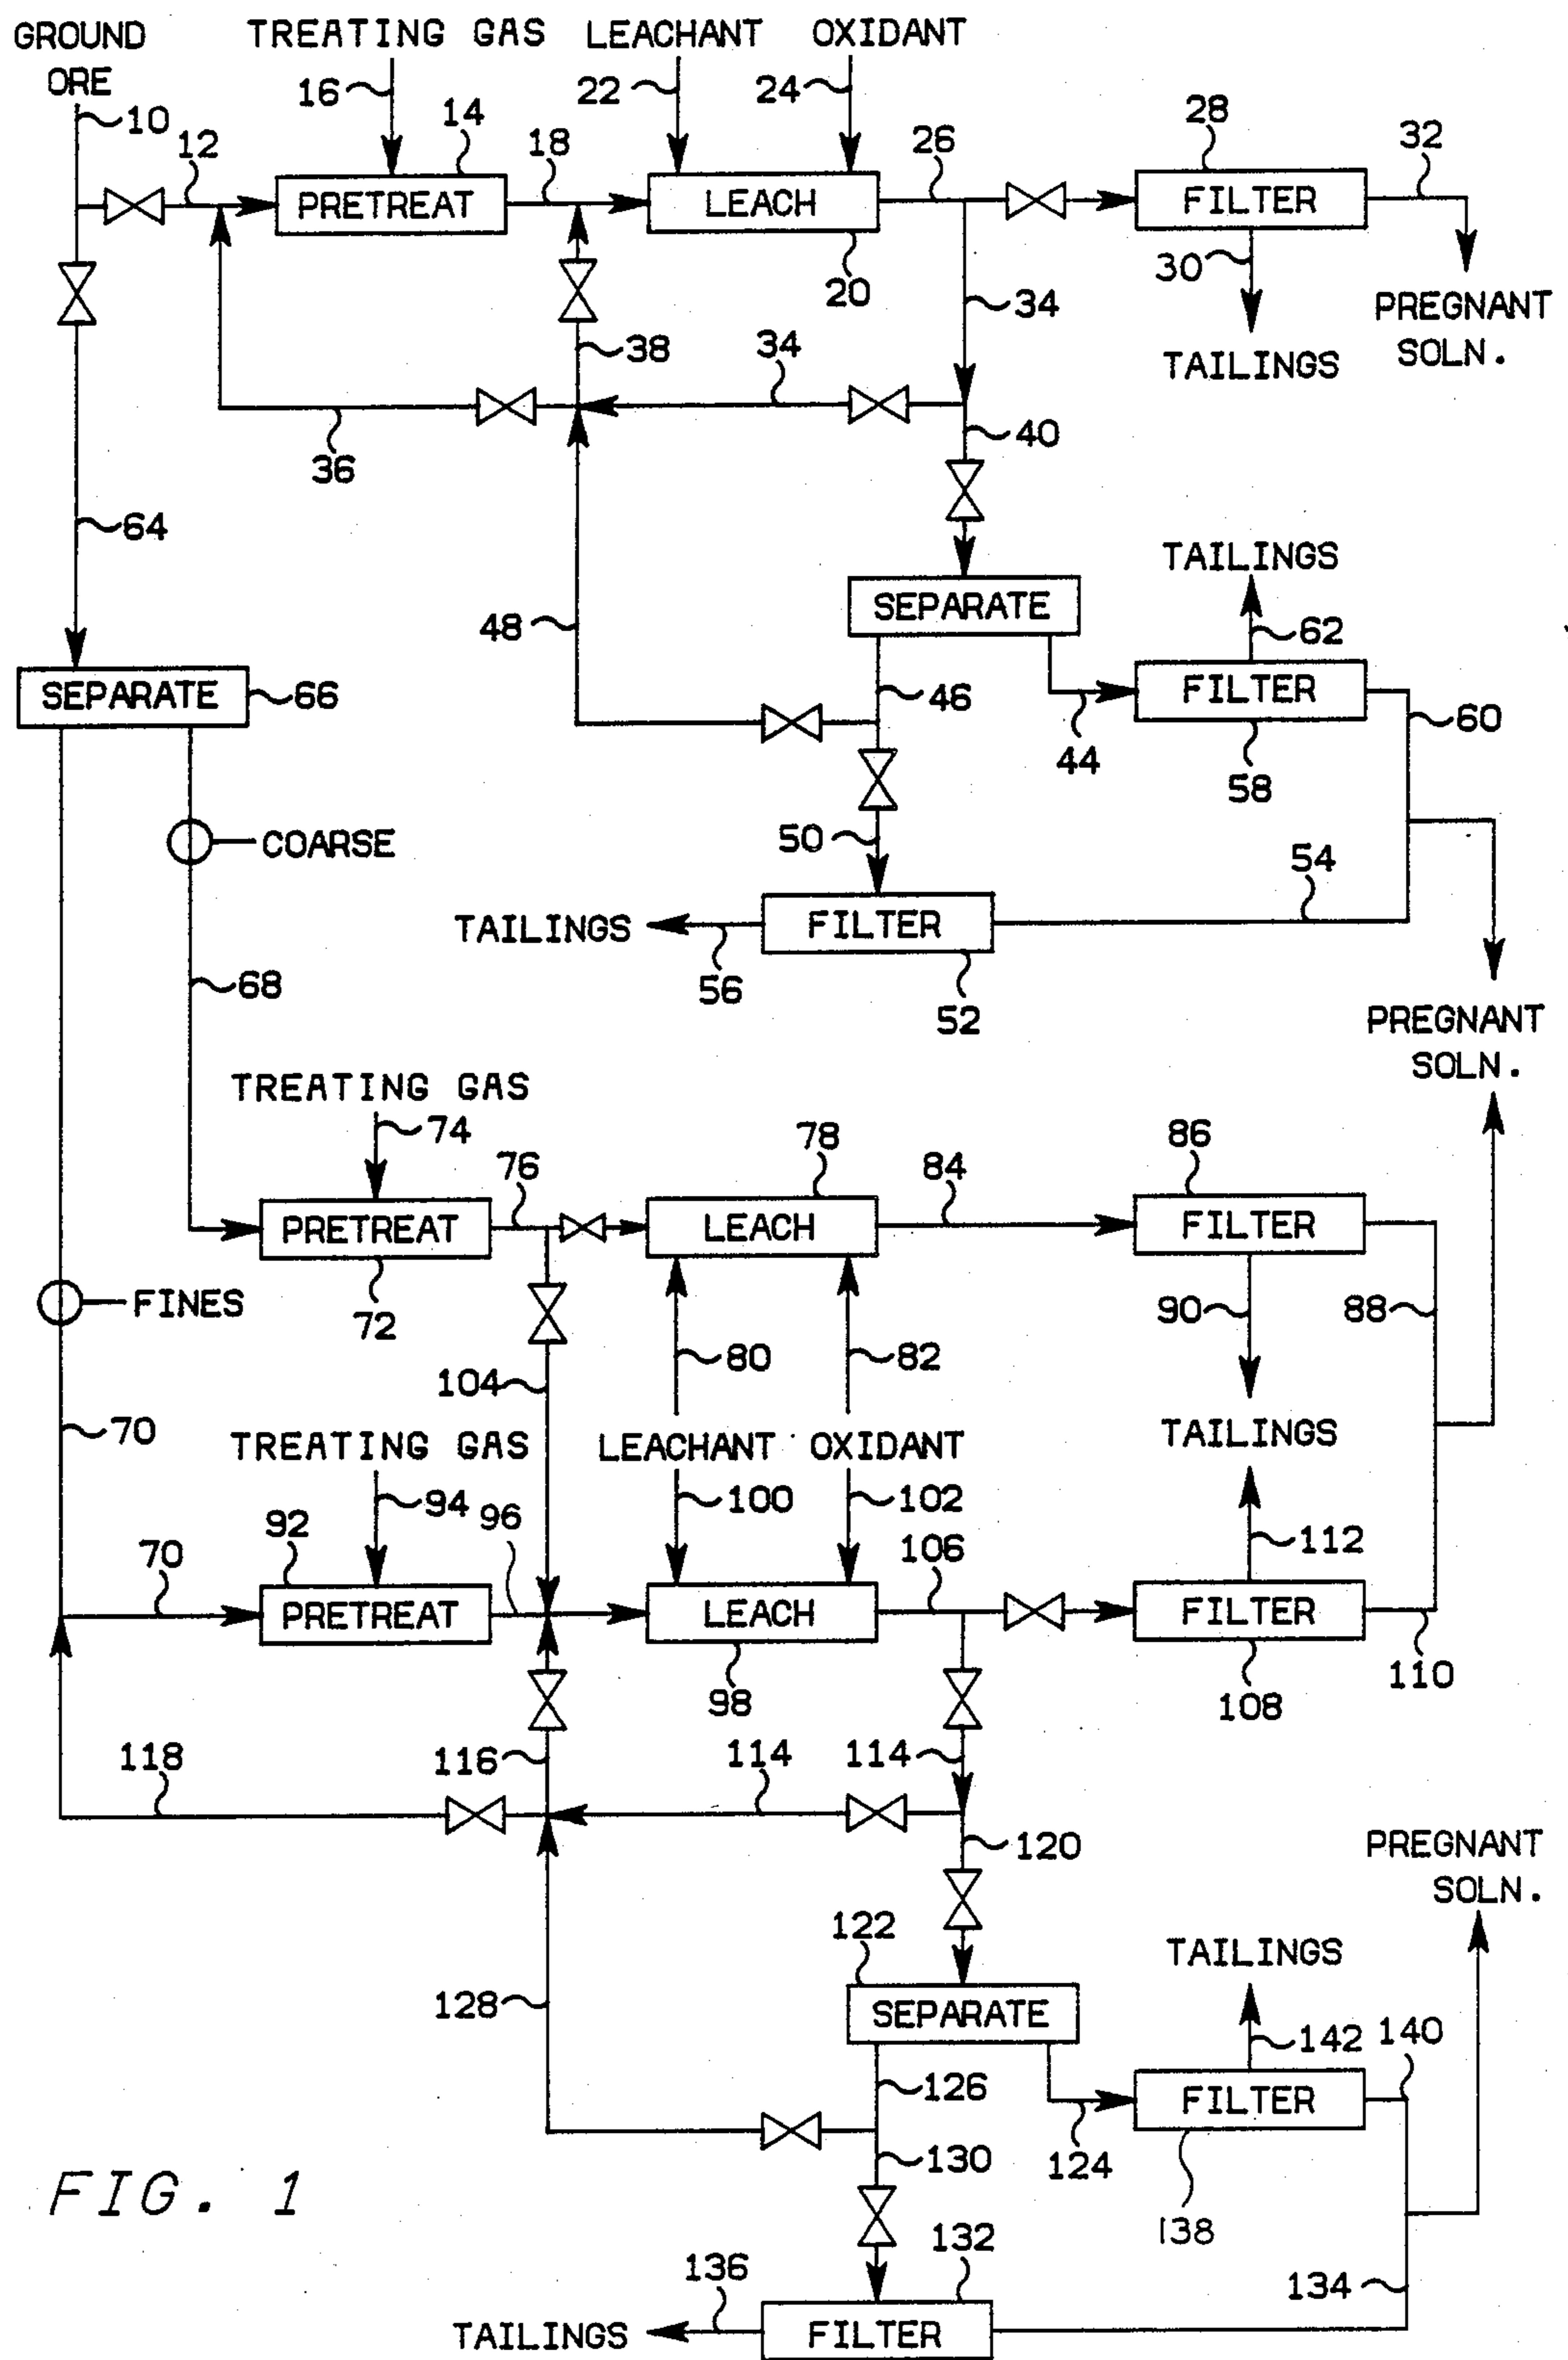 GROUND
ORE
TREATING GAS
LEACHANT
OXIDANT
10
12
16
14
18
22
24
26
28
32
PRETREAT
LEACH
FILTER
20
30
34
PREGNANT
SOLN.
TAILINGS
38
34
36
40
64
TAILINGS
SEPARATE
62
48
SEPARATE
66
46
FILTER
60
44
58
COARSE
50
54
FILTER
TAILINGS
56
52
68
PREGNANT
SOLN.
TREATING GAS
74
76
78
84
86
PRETREAT
LEACH
FILTER
FINES
72
90
88
80
82
104
70
TREATING GAS
LEACHANT
OXIDANT
TAILINGS
94
96
100
102
92
70
106
112
PRETREAT
LEACH
FILTER
98
108
110
118
116
114
114
120
PREGNANT
SOLN.
122
TAILINGS
128
SEPARATE
142
140
126
FILTER
130
124
138
FIG. 1
136
132
134
TAILINGS
FILTER